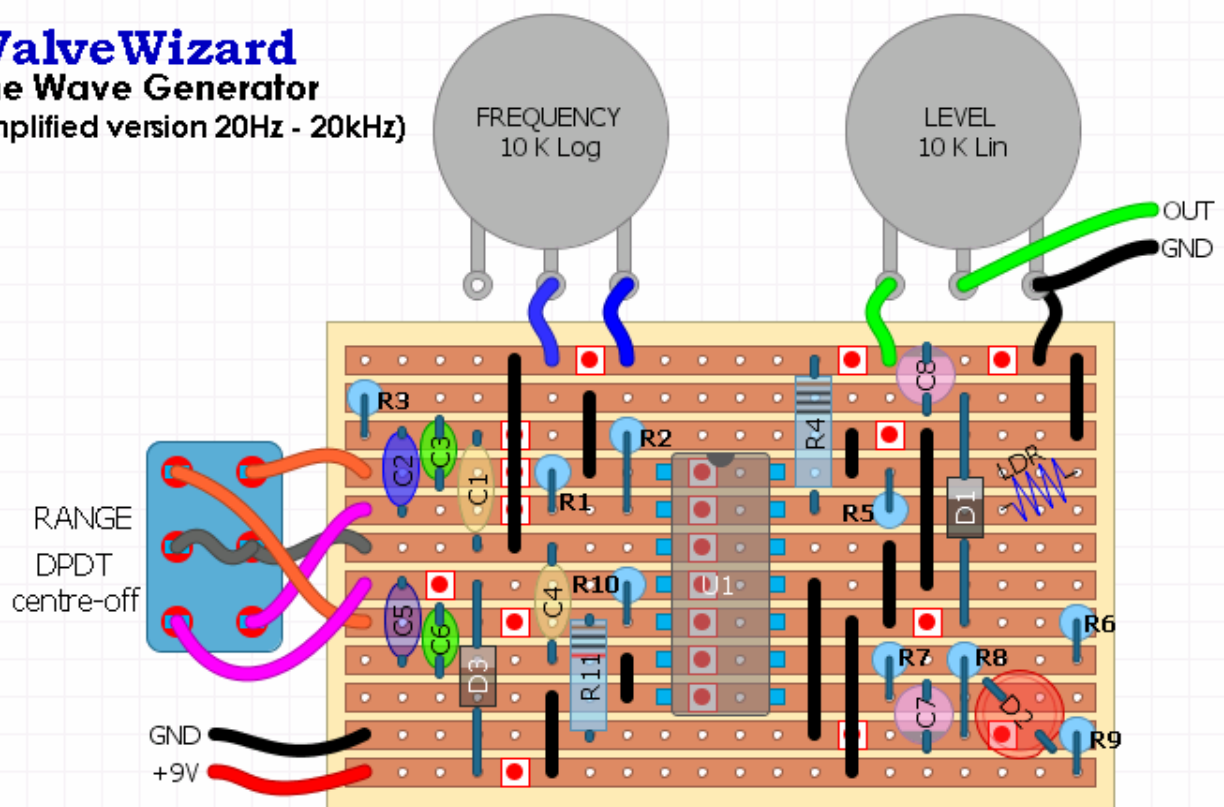 ValveWizard
e Wave Generator
plified version 20Hz - 20kHz)
FREQUENCY
10 K Log
LEVEL
10 K Lin
OUT
GND
R3
C2
C3
C1
R1
R2
R4
C8
R5
D1
LDR
RANGE
DPDT
centre-off
C5
C6
D3
C4
R10
R11
U1
R6
R7
R8
C7
D2
R9
GND
+9V